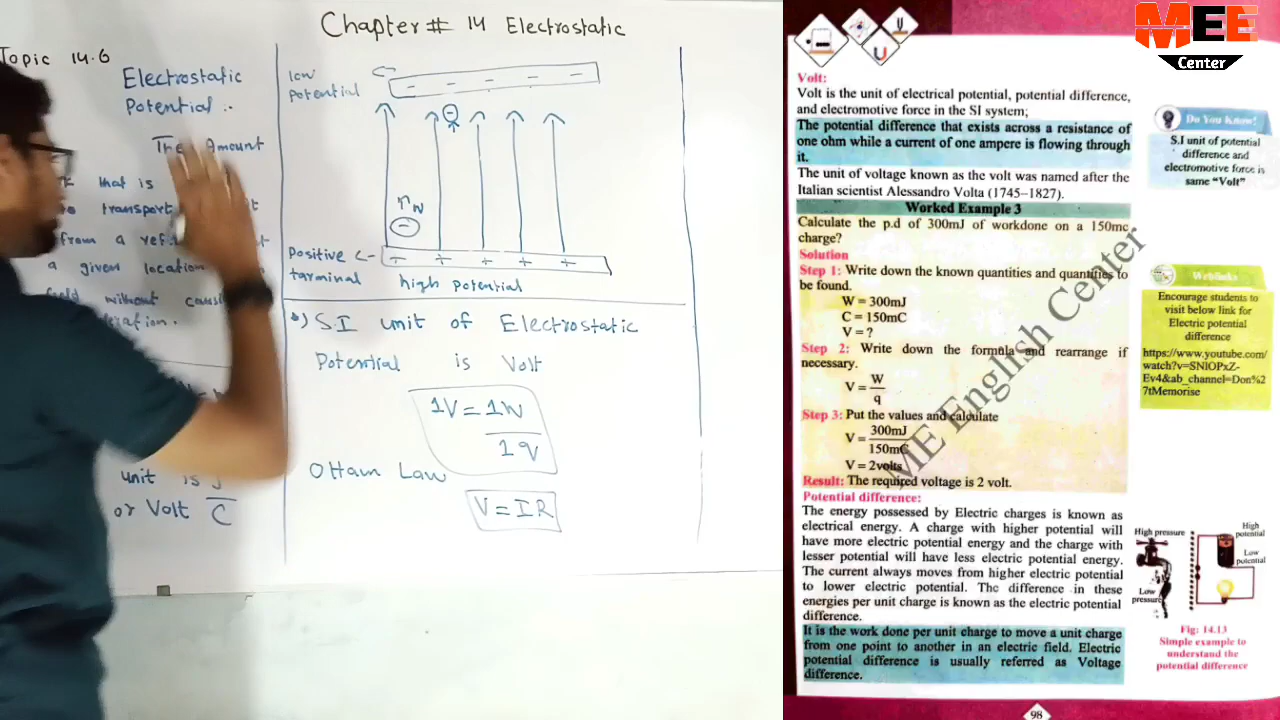 Chapter # 14 Electrostatic
Topic 14.6
Electrostatic
Potential :-
The Amount
that is
to transport
from a ref
a given location
field without
unit is J
or Volt C
low
Potential
Positive
tarminal high Potential
SI unit of Electrostatic
Potential is Volt
1V = 1W
1q
Oham Law
V = IR
MEE
Center
Volt:
Volt is the unit of electrical potential, potential difference,
and electromotive force in the SI system;
The potential difference that exists across a resistance of
one ohm while a current of one ampere is flowing through
it.
The unit of voltage known as the volt was named after the
Italian scientist Alessandro Volta (1745–1827).
Worked Example 3
Calculate the p.d of 300mJ of workdone on a 150mc
charge?
Solution
Step 1: Write down the known quantities and quantities to
be found.
W = 300mJ
C = 150mC
V = ?
Step 2: Write down the formula and rearrange if
necessary.
V = W
q
Step 3: Put the values and calculate
V = 300mJ
150mC
V = 2volts
Result: The required voltage is 2 volt.
Potential difference:
The energy possessed by Electric charges is known as
electrical energy. A charge with higher potential will
have more electric potential energy and the charge with
lesser potential will have less electric potential energy.
The current always moves from higher electric potential
to lower electric potential. The difference in these
energies per unit charge is known as the electric potential
difference.
It is the work done per unit charge to move a unit charge
from one point to another in an electric field. Electric
potential difference is usually referred as Voltage
difference.
ME English Center
Do You Know!
S.I unit of potential
difference and
electromotive force is
same "Volt"
Weblinks
Encourage students to
visit below link for
Electric potential
difference
https://www.youtube.com/
watch?v=SNIOPxZ-
Ev4&ab_channel=Don%2
7tMemorise
High pressure
Low
pressure
High
potential
Low
potential
Fig: 14.13
Simple example to
understand the
potential difference
98